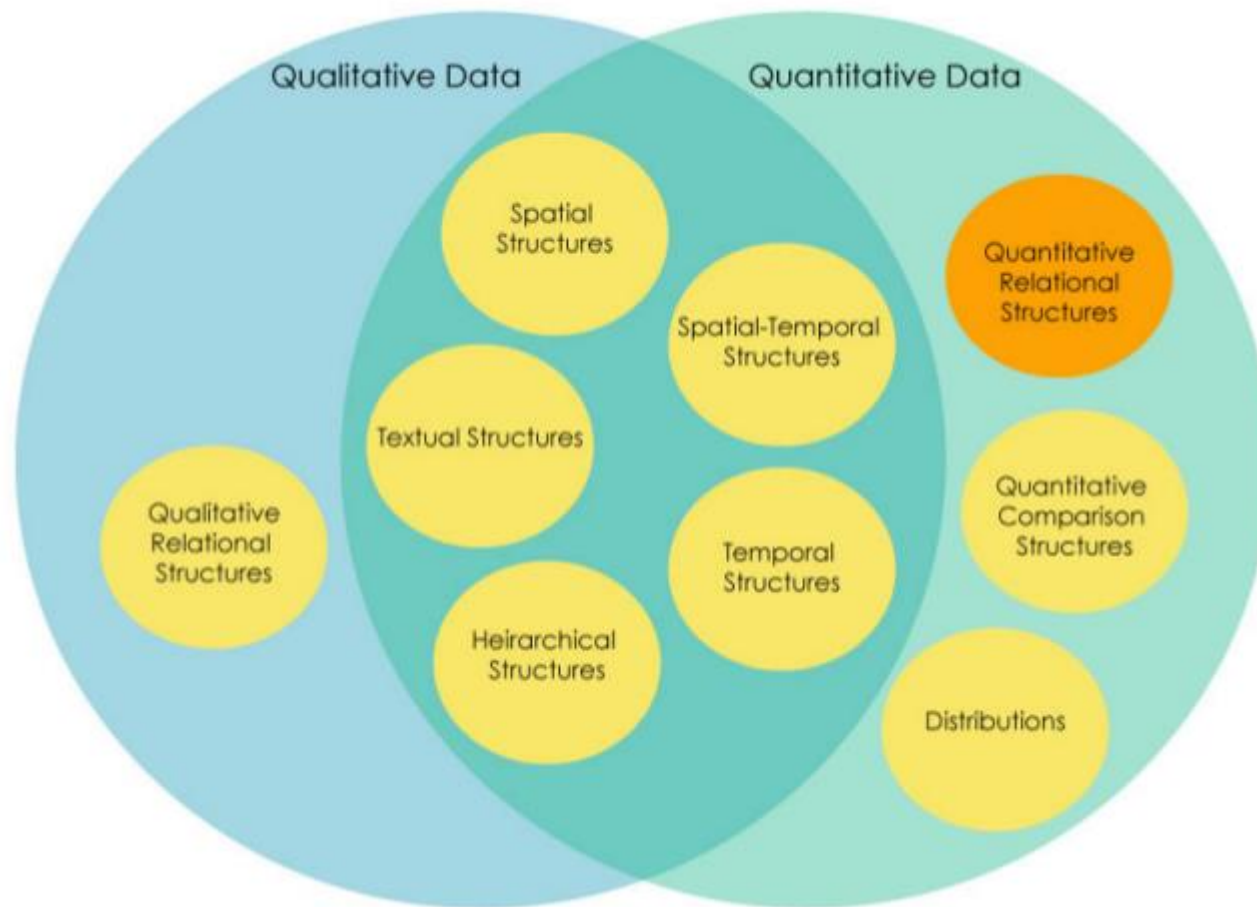 Qualitative Data
Quantitative Data
Spatial
Structures
Quantitative
Relational
Structures
Spatial-Temporal
Structures
Textual Structures
Qualitative
Relational
Structures
Quantitative
Comparison
Structures
Temporal
Structures
Heirarchical
Structures
Distributions